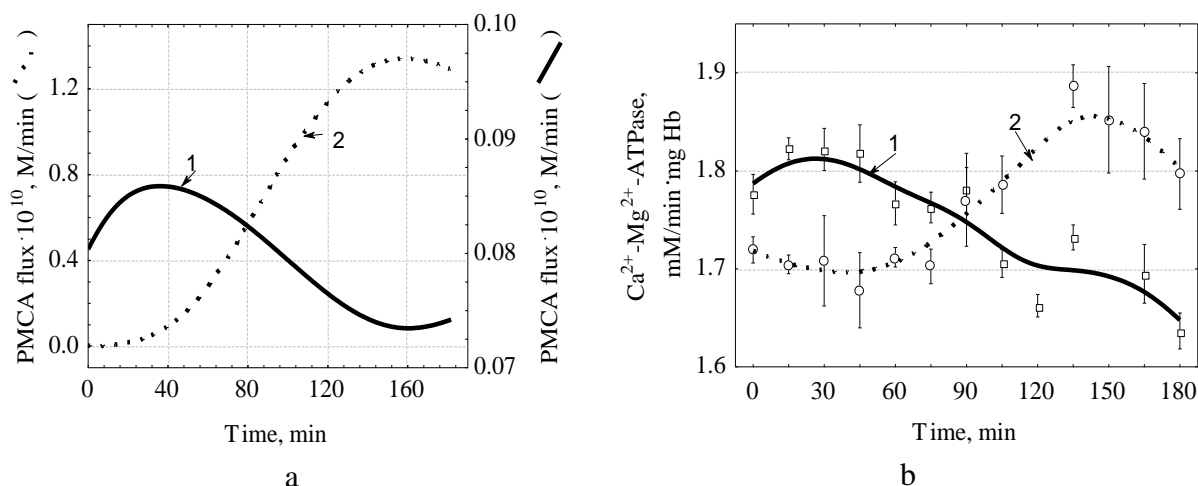 PMCA flux·10¹⁰, M/min ( )
1.2
0.8
0.4
0.0
1
2
0.10
0.09
0.08
0.07
PMCA flux·10¹⁰, M/min ( )
0 40 80 120 160
Time, min
a
Ca²⁺-Mg²⁺-ATPase,
mM/min·mg Hb
1.9
1.8
1.7
1.6
1
2
0 30 60 90 120 150 180
Time, min
b